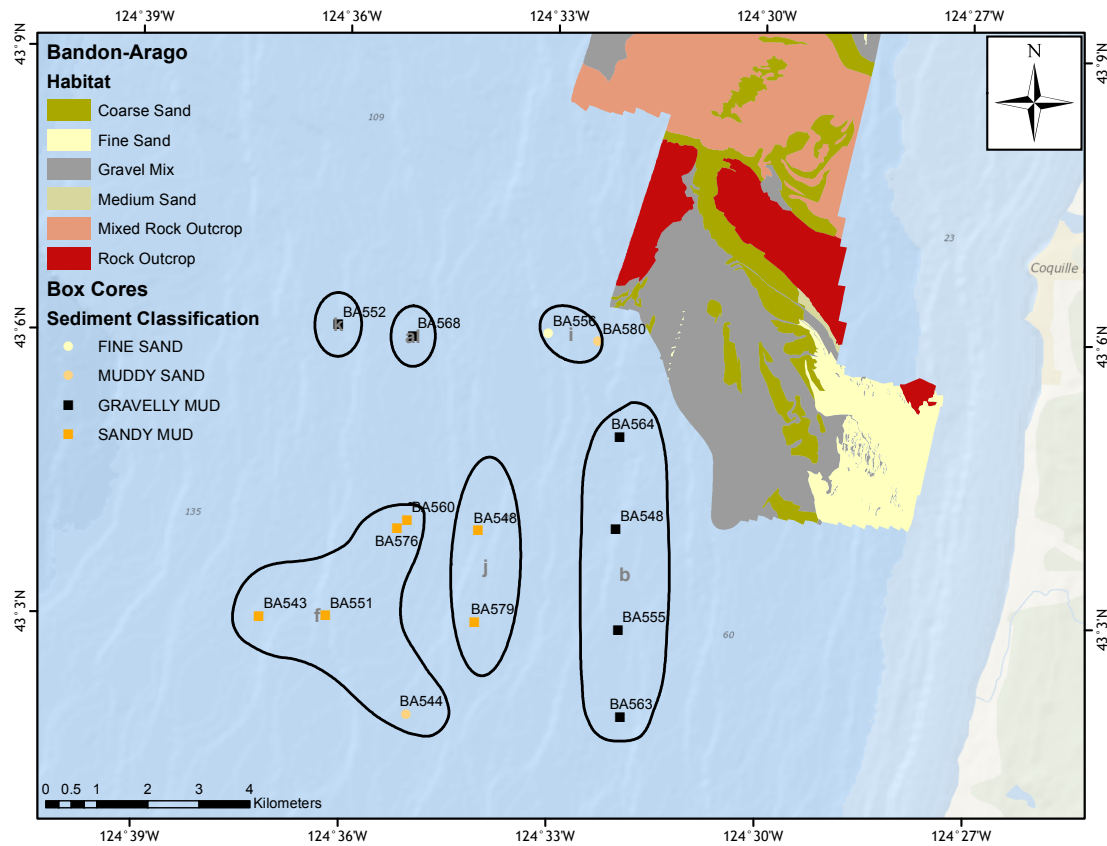 124°39'W 124°36'W 124°33'W 124°30'W 124°27'W
43°9'N
43°9'N
Bandon-Arago
Habitat
Coarse Sand
Fine Sand
Gravel Mix
Medium Sand
Mixed Rock Outcrop
Rock Outcrop
Box Cores
Sediment Classification
FINE SAND
MUDDY SAND
GRAVELLY MUD
SANDY MUD
N
109
23
Coquille
BA552
BA568
BA556
i
BA580
43°6'N
43°6'N
BA564
135
BA560
BA576
BA548
BA548
j
b
BA543
BA551
f
BA579
BA555
60
43°3'N
43°3'N
BA544
BA563
0 0.5 1 2 3 4
Kilometers
124°39'W 124°36'W 124°33'W 124°30'W 124°27'W